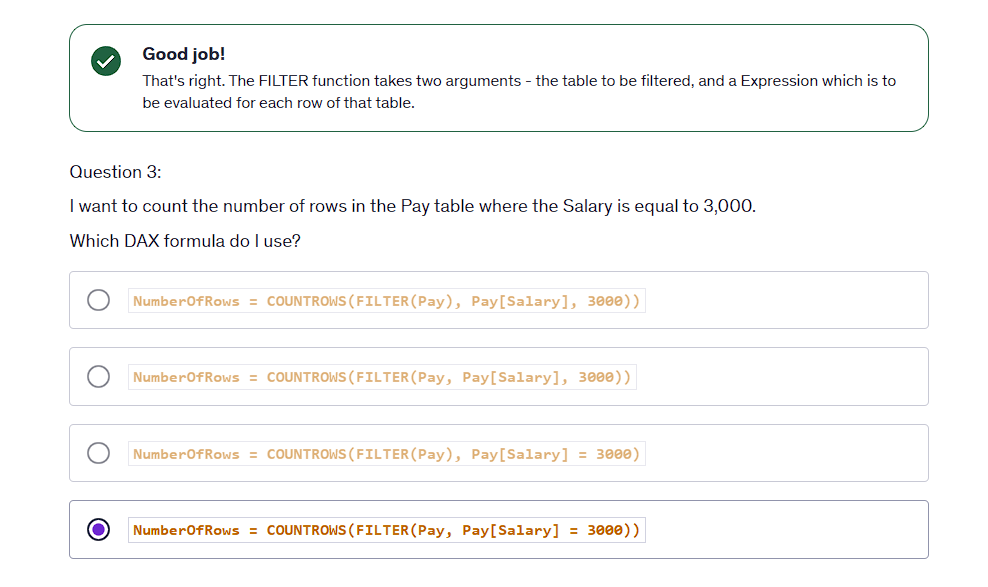 Good job!
That's right. The FILTER function takes two arguments - the table to be filtered, and a Expression which is to
be evaluated for each row of that table.
Question 3:
I want to count the number of rows in the Pay table where the Salary is equal to 3,000.
Which DAX formula do I use?
NumberOfRows = COUNTROWS(FILTER(Pay), Pay[Salary], 3000))
NumberOfRows = COUNTROWS(FILTER(Pay, Pay[Salary], 3000))
NumberOfRows = COUNTROWS(FILTER(Pay), Pay[Salary] = 3000)
NumberOfRows = COUNTROWS(FILTER(Pay, Pay[Salary] = 3000))